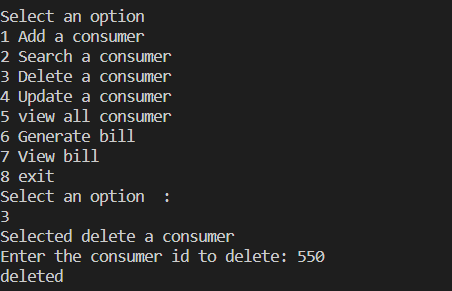 Select an option
1 Add a consumer
2 Search a consumer
3 Delete a consumer
4 Update a consumer
5 view all consumer
6 Generate bill
7 View bill
8 exit
Select an option  :
3
Selected delete a consumer
Enter the consumer id to delete: 550
deleted